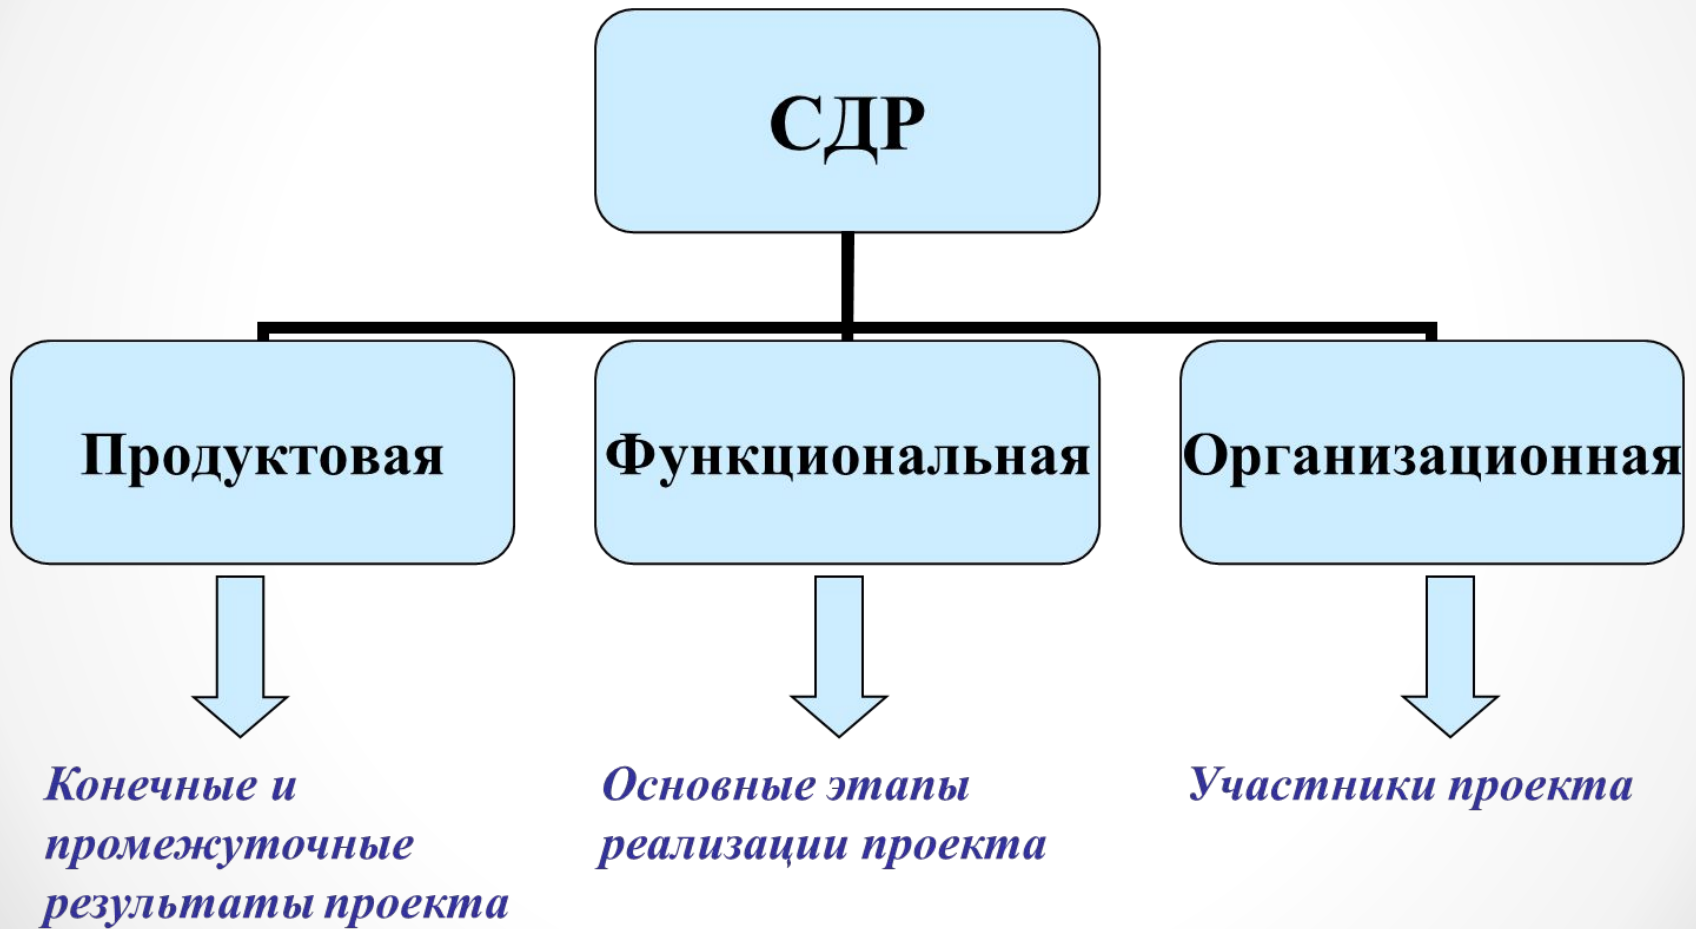 СДР
Продуктовая
Функциональная
Организационная
Конечные и
промежуточные
результаты проекта
Основные этапы
реализации проекта
Участники проекта